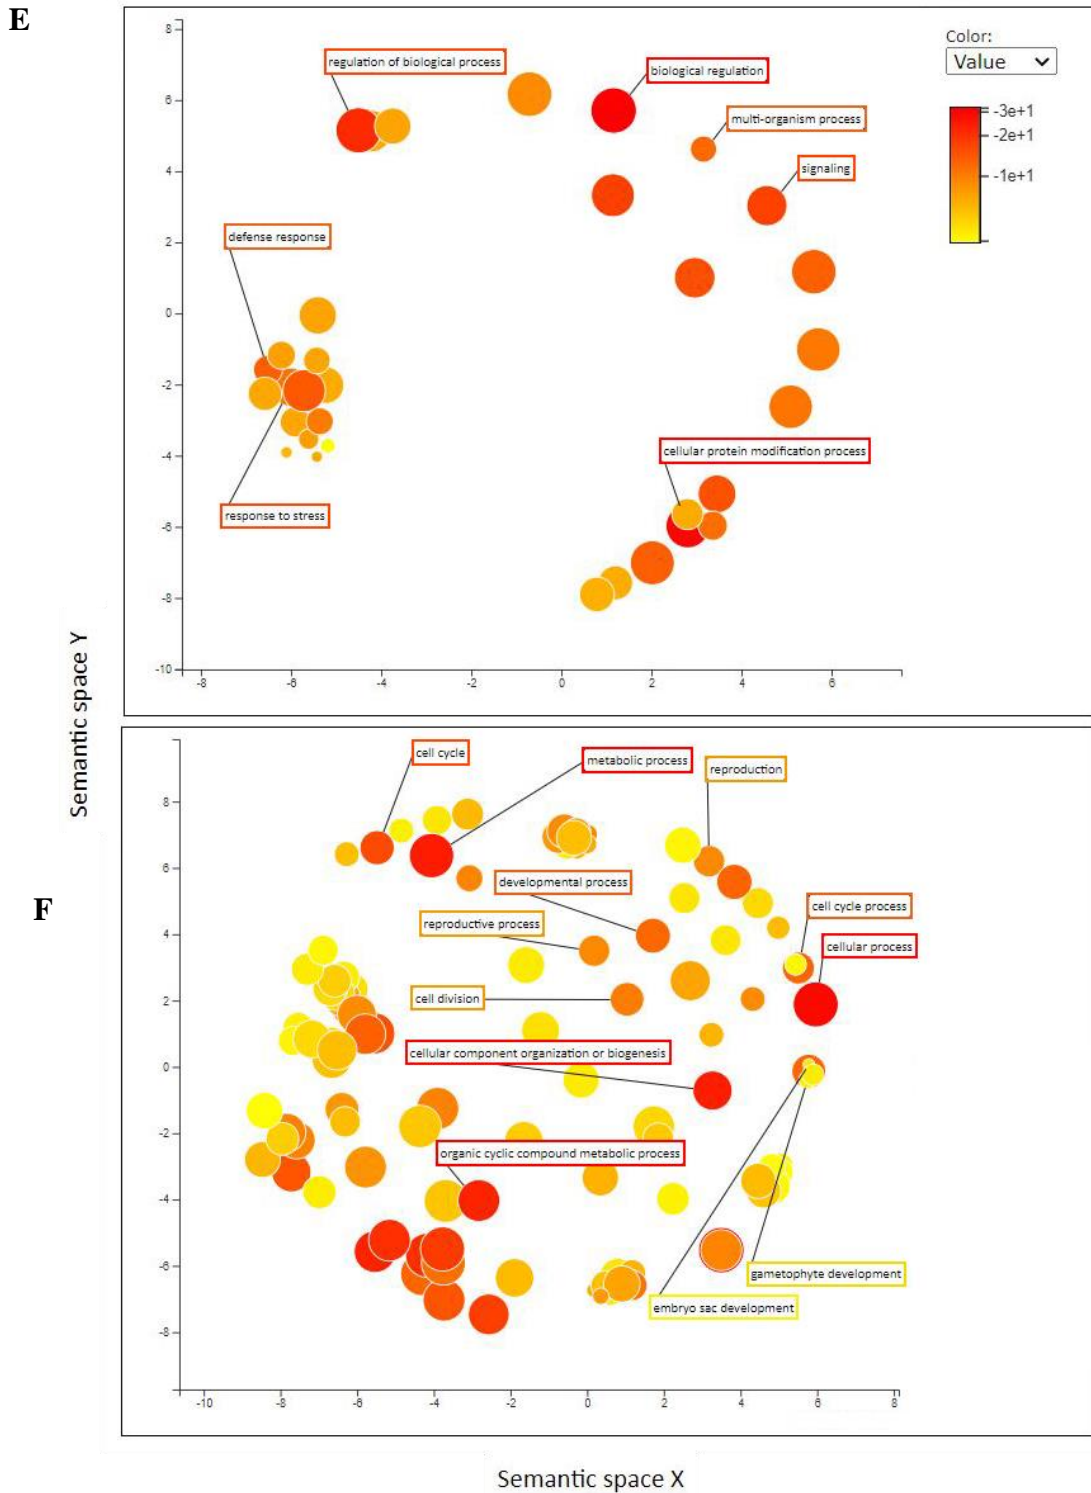 E
Color:
Value
-3e+1
-2e+1
-1e+1
8
6
4
2
0
-2
-4
-6
-8
-10
regulation of biological process
biological regulation
multi-organism process
signaling
defense response
response to stress
cellular protein modification process
-8
-6
-4
-2
0
2
4
6
Semantic space Y
F
8
6
4
2
0
-2
-4
-6
-8
cell cycle
metabolic process
reproduction
developmental process
cell cycle process
reproductive process
cellular process
cell division
cellular component organization or biogenesis
organic cyclic compound metabolic process
gametophyte development
embryo sac development
-10
-8
-6
-4
-2
0
2
4
6
8
Semantic space X